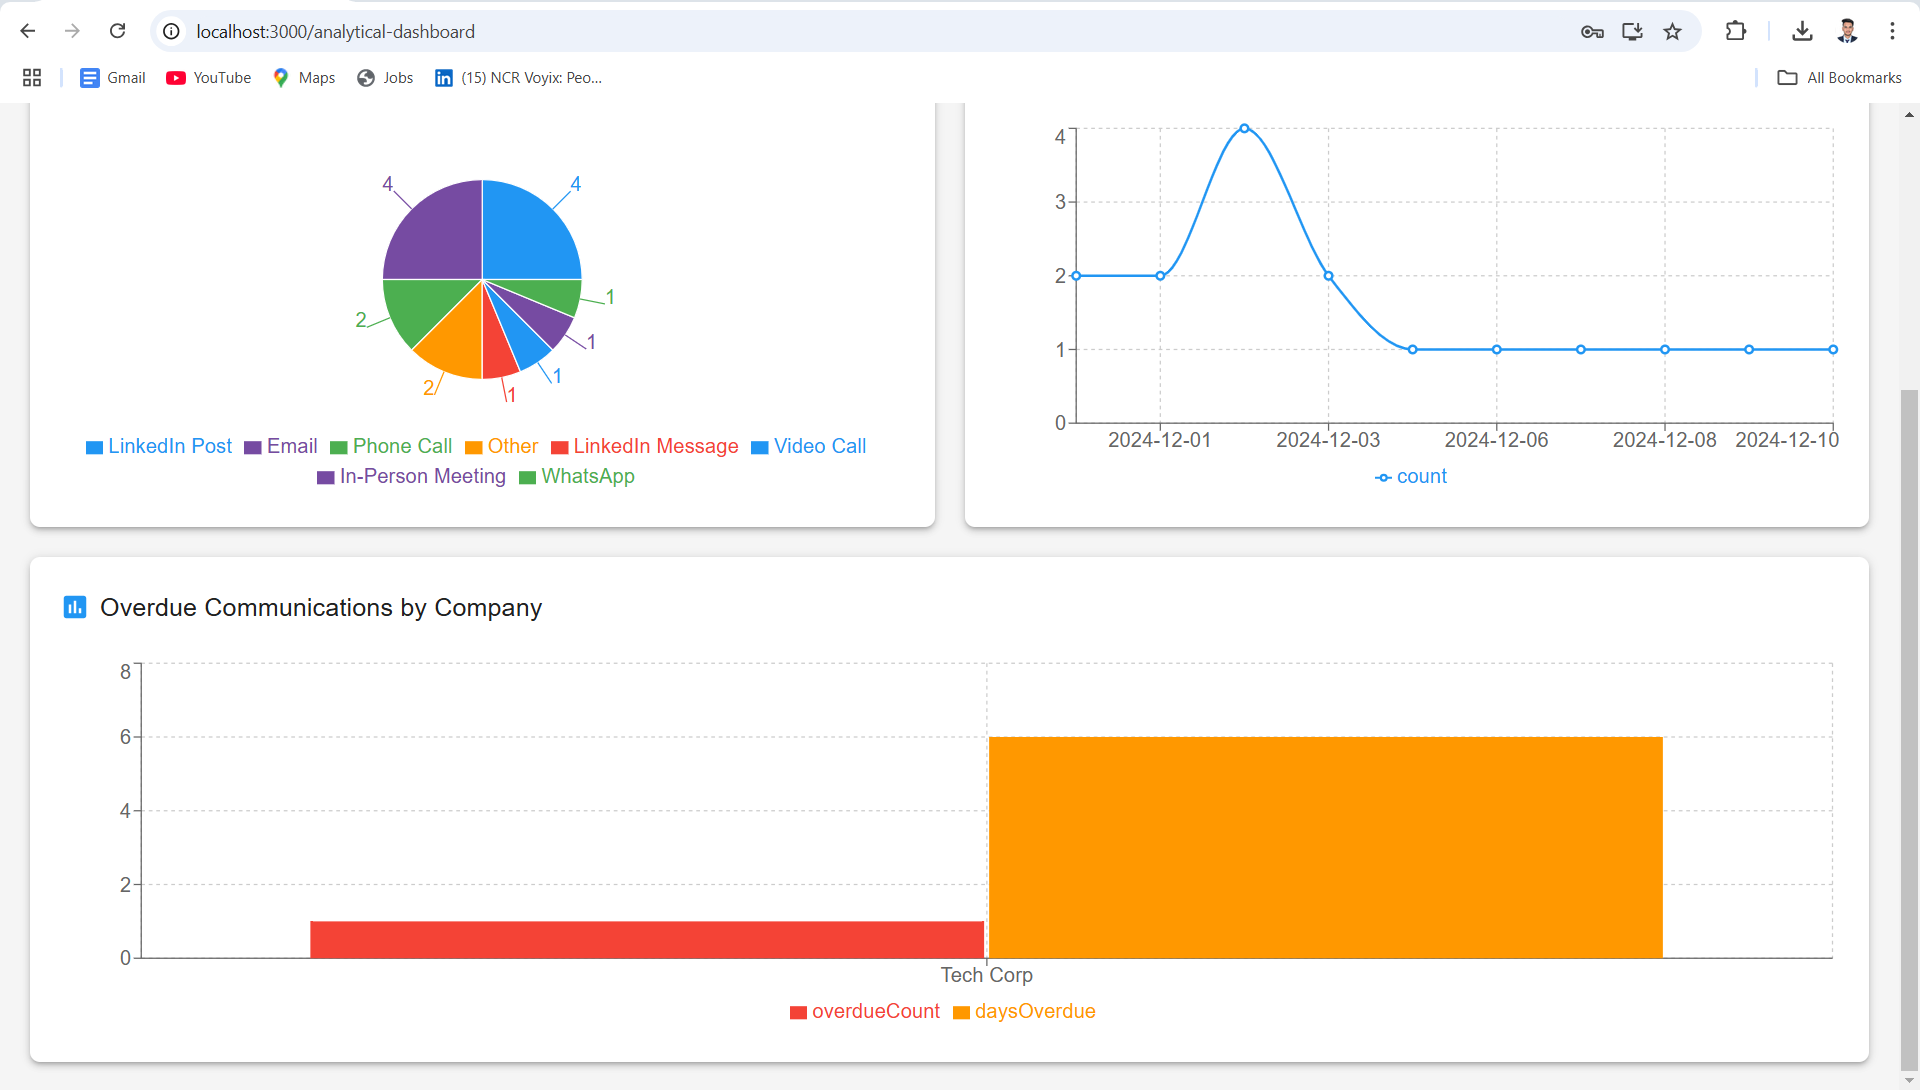 localhost:3000/analytical-dashboard
Gmail YouTube Maps Jobs (15) NCR Voyix: Peo... All Bookmarks
4 4
1
2 1
2 1 1
LinkedIn Post Email Phone Call Other LinkedIn Message Video Call
In-Person Meeting WhatsApp
4
3
2
1
0
2024-12-01 2024-12-03 2024-12-06 2024-12-08 2024-12-10
count
Overdue Communications by Company
8
6
4
2
0
Tech Corp
overdueCount daysOverdue